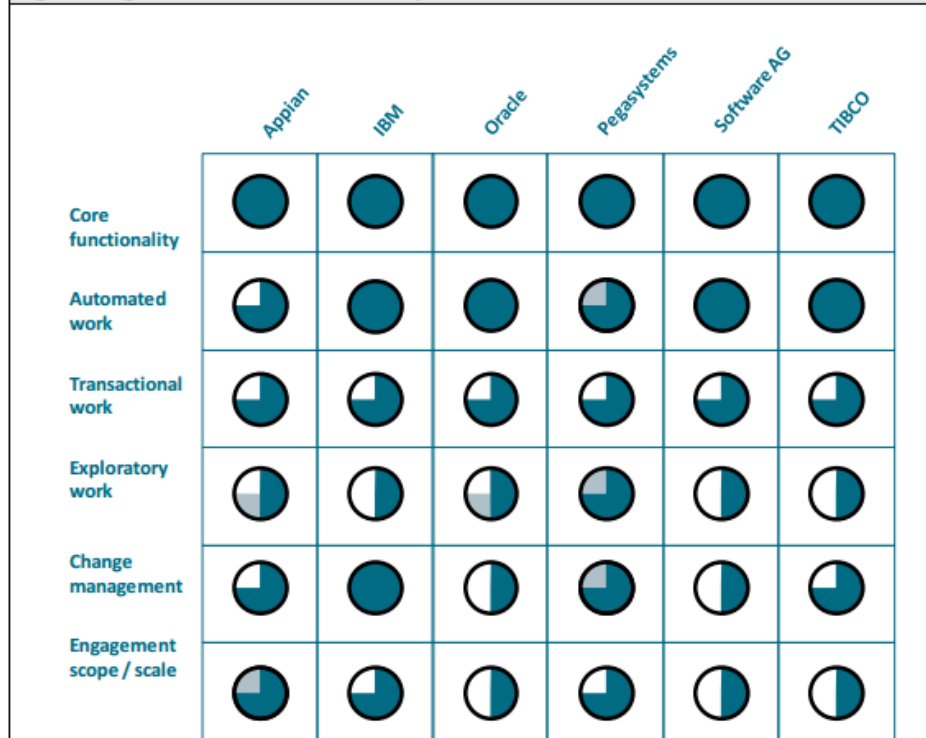 Appian
IBM
Oracle
Pegasystems
Software AG
TIBCO
Core
functionality
Automated
work
Transactional
work
Exploratory
work
Change
management
Engagement
scope / scale